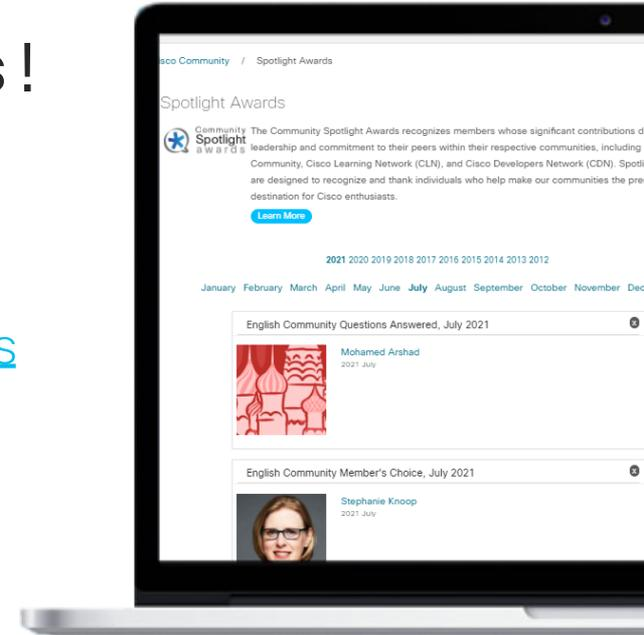 s!
s
sco Community / Spotlight Awards
Spotlight Awards
Community
Spotlight
awards
The Community Spotlight Awards recognizes members whose significant contributions d
leadership and commitment to their peers within their respective communities, including
Community, Cisco Learning Network (CLN), and Cisco Developers Network (CDN). Spotli
are designed to recognize and thank individuals who help make our communities the pre
destination for Cisco enthusiasts.
Learn More
2021 2020 2019 2018 2017 2016 2015 2014 2013 2012
January February March April May June July August September October November Dec
English Community Questions Answered, July 2021
x
Mohamed Arshad
2021 July
English Community Member's Choice, July 2021
x
Stephanie Knoop
2021 July